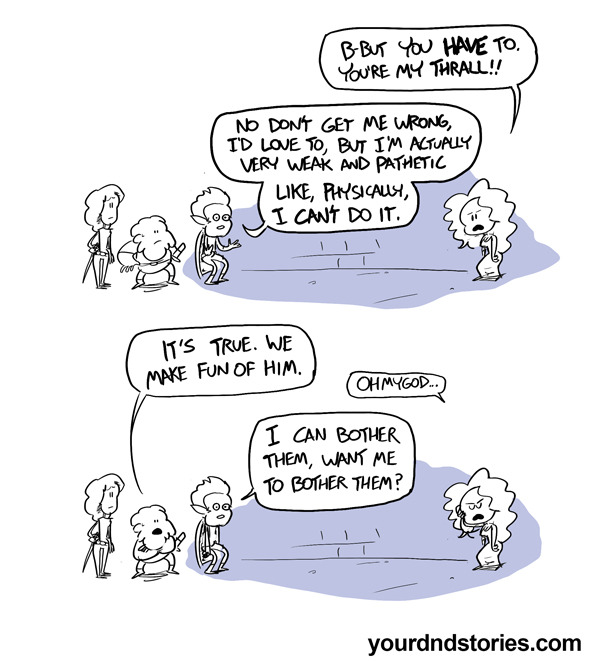 B-BUT YOU HAVE TO.
YOU'RE MY THRALL!!
NO DON'T GET ME WRONG,
I'D LOVE TO, BUT I'M ACTUALLY
VERY WEAK AND PATHETIC
LIKE, PHYSICALLY,
I CAN'T DO IT.
IT'S TRUE. WE
MAKE FUN OF HIM.
OHMYGOD...
I CAN BOTHER
THEM, WANT ME
TO BOTHER THEM?
yourdndstories.com